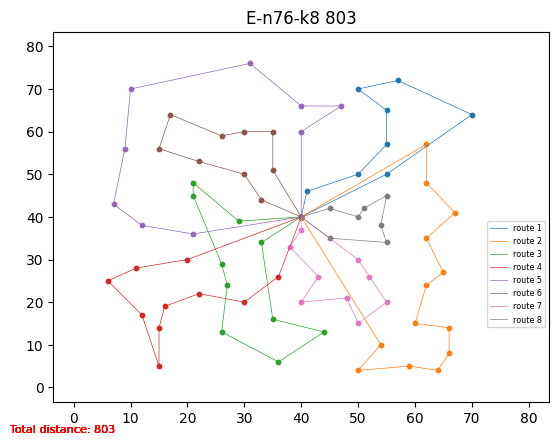 E-n76-k8 803
80
70
60
50
40
30
20
10
0
0 10 20 30 40 50 60 70 80
route 1
route 2
route 3
route 4
route 5
route 6
route 7
route 8
Total distance: 803